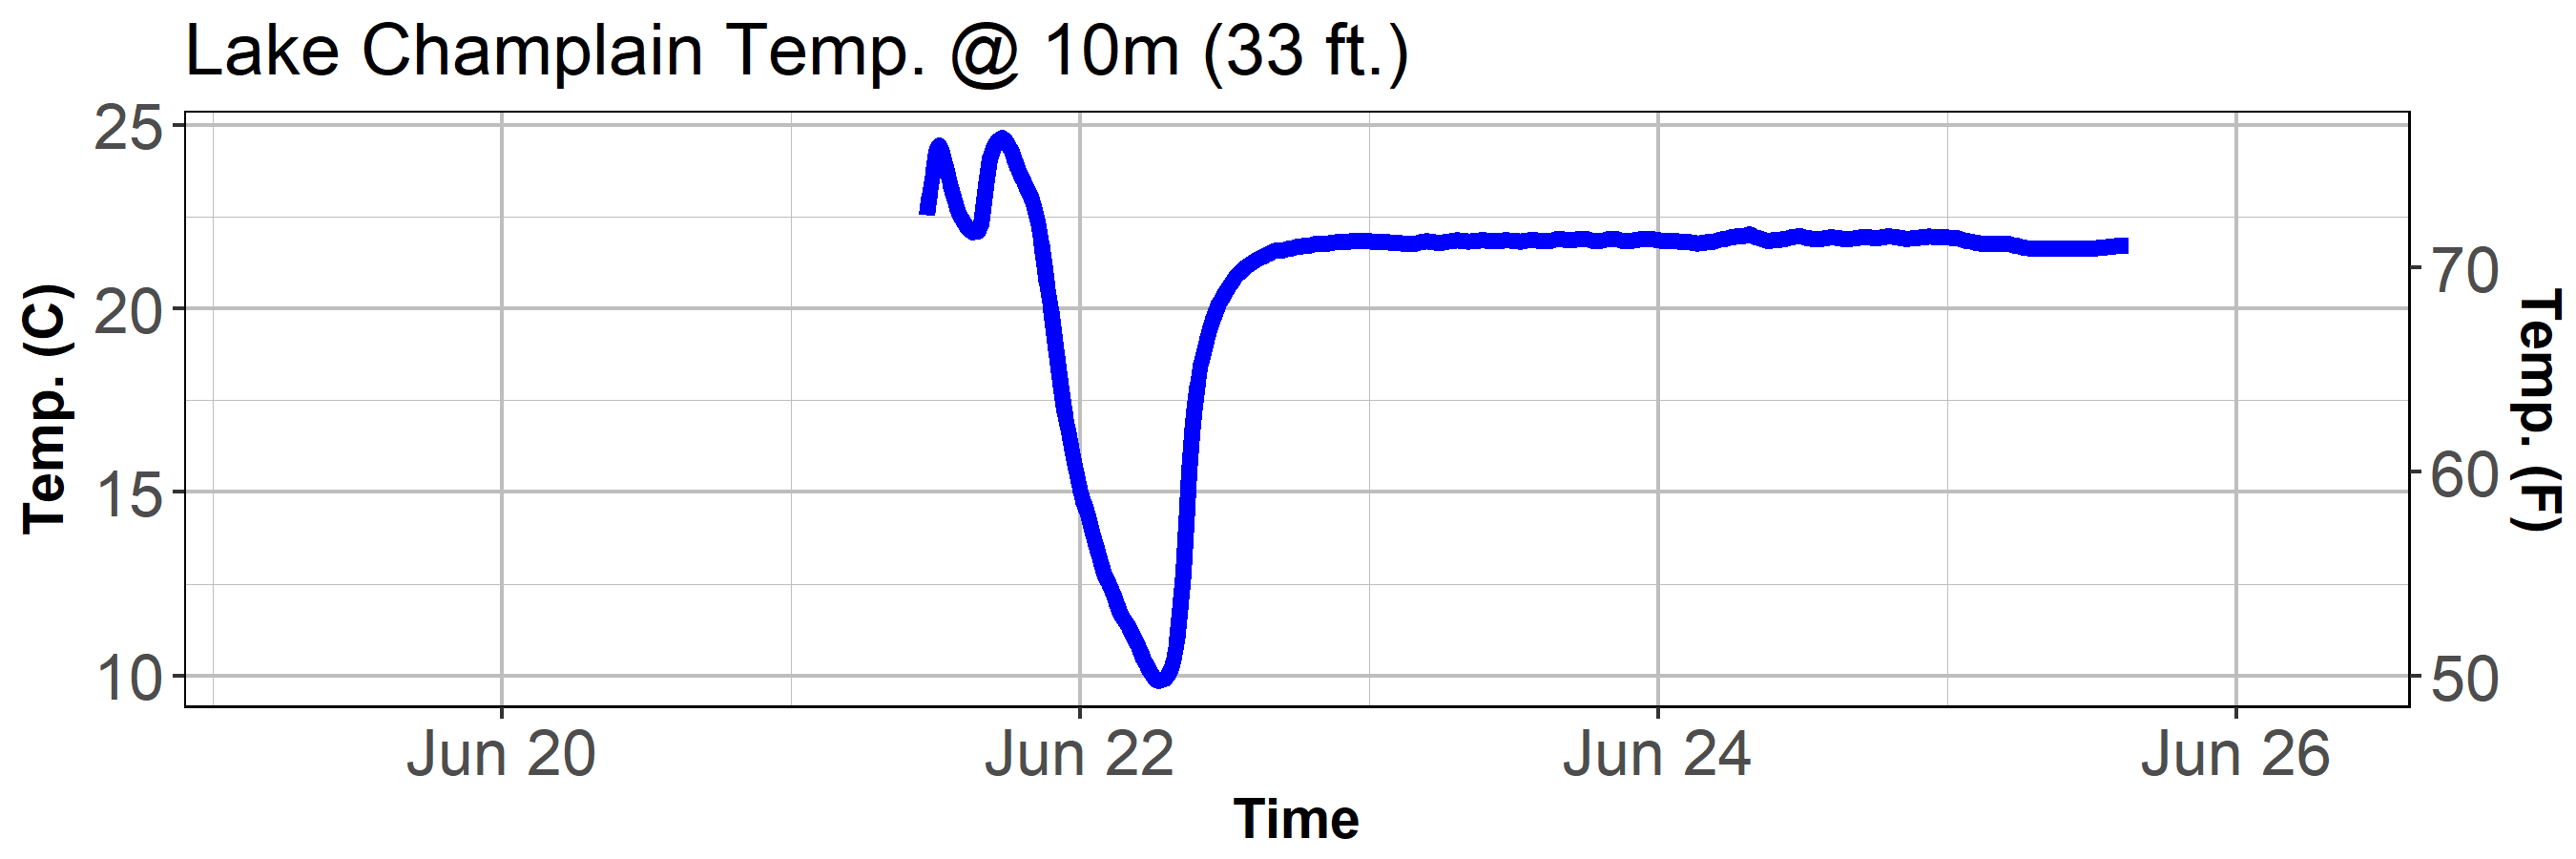 Lake Champlain Temp. @ 10m (33 ft.)
Temp. (C)
25
20
15
10
70
60
50
Temp. (F)
Jun 20
Jun 22
Jun 24
Jun 26
Time